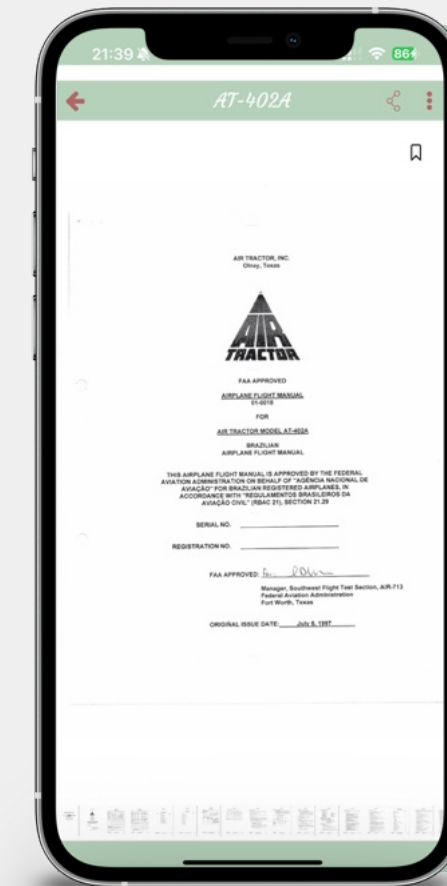 21:39
86
AT-402A
AIR TRACTOR, INC.
Olney, Texas
AIR
TRACTOR
FAA APPROVED
AIRPLANE FLIGHT MANUAL
01-0018
FOR
AIR TRACTOR MODEL AT-402A
BRAZILIAN
AIRPLANE FLIGHT MANUAL
THIS AIRPLANE FLIGHT MANUAL IS APPROVED BY THE FEDERAL
AVIATION ADMINISTRATION ON BEHALF OF "AGÊNCIA NACIONAL DE
AVIAÇÃO" FOR BRAZILIAN REGISTERED AIRPLANES, IN
ACCORDANCE WITH "REGULAMENTOS BRASILEIROS DA
AVIAÇÃO CIVIL" (RBAC 21), SECTION 21.29
SERIAL NO.
REGISTRATION NO.
FAA APPROVED:
Manager, Southwest Flight Test Section, AIR-713
Federal Aviation Administration
Fort Worth, Texas
ORIGINAL ISSUE DATE: July 5, 1997